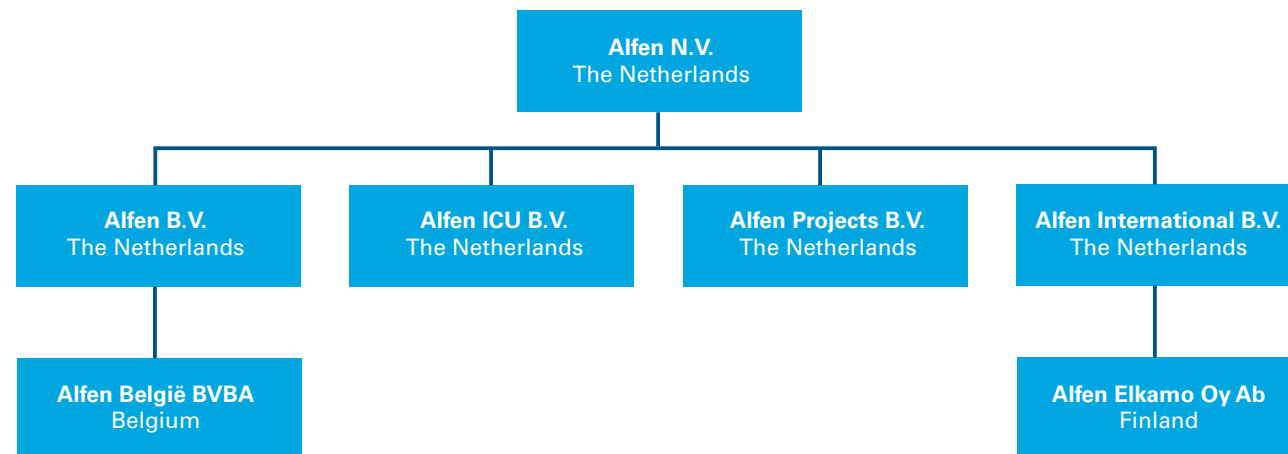 Alfen N.V.
The Netherlands
Alfen B.V.
The Netherlands
Alfen ICU B.V.
The Netherlands
Alfen Projects B.V.
The Netherlands
Alfen International B.V.
The Netherlands
Alfen België BVBA
Belgium
Alfen Elkamo Oy Ab
Finland